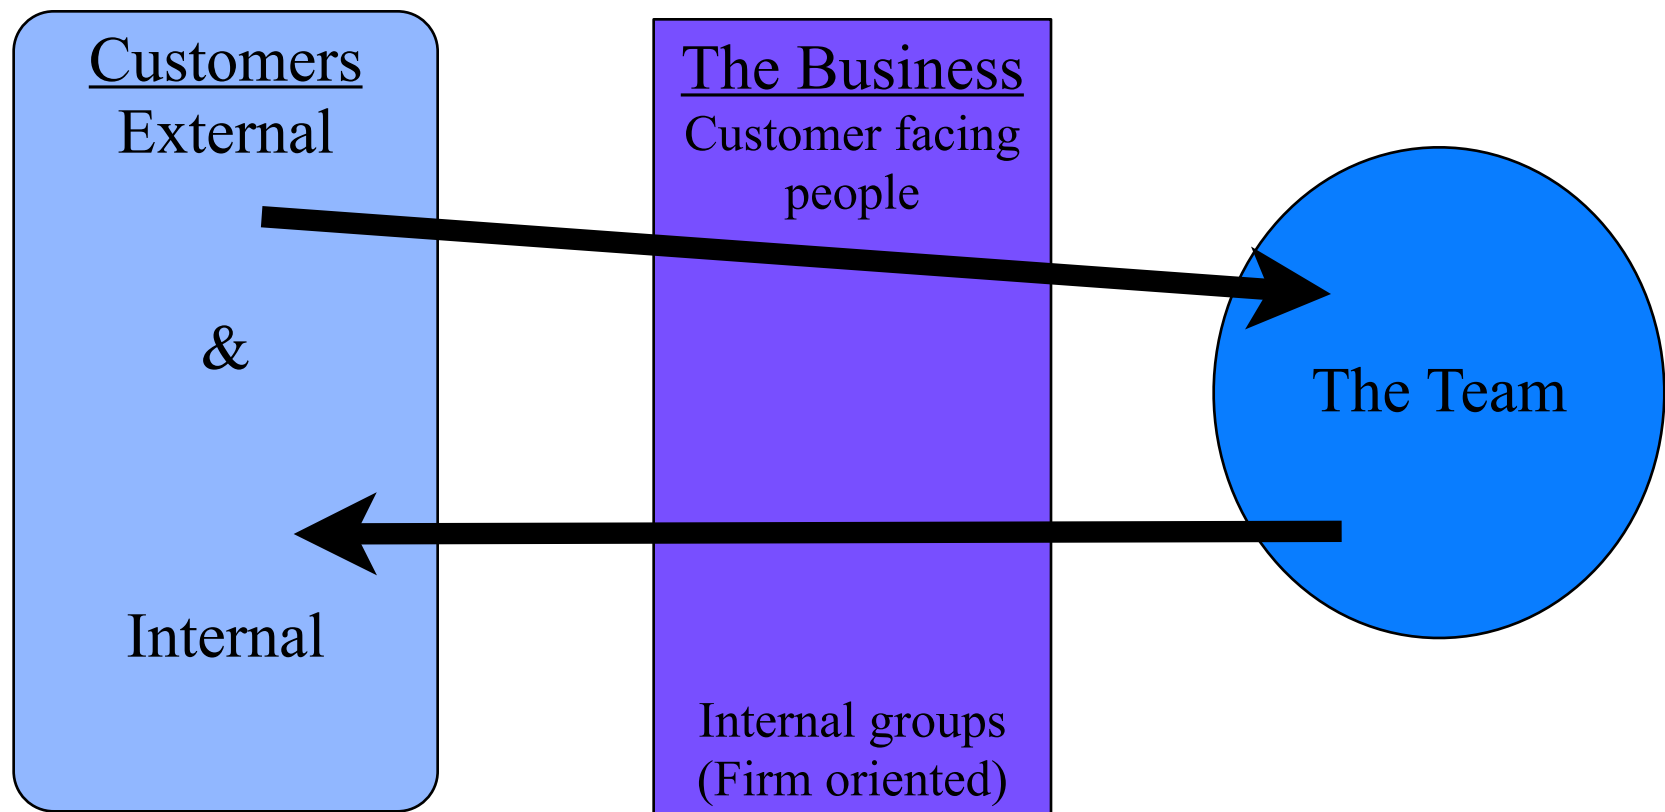 Customers
External
&
Internal
The Business
Customer facing
people
Internal groups
(Firm oriented)
The Team